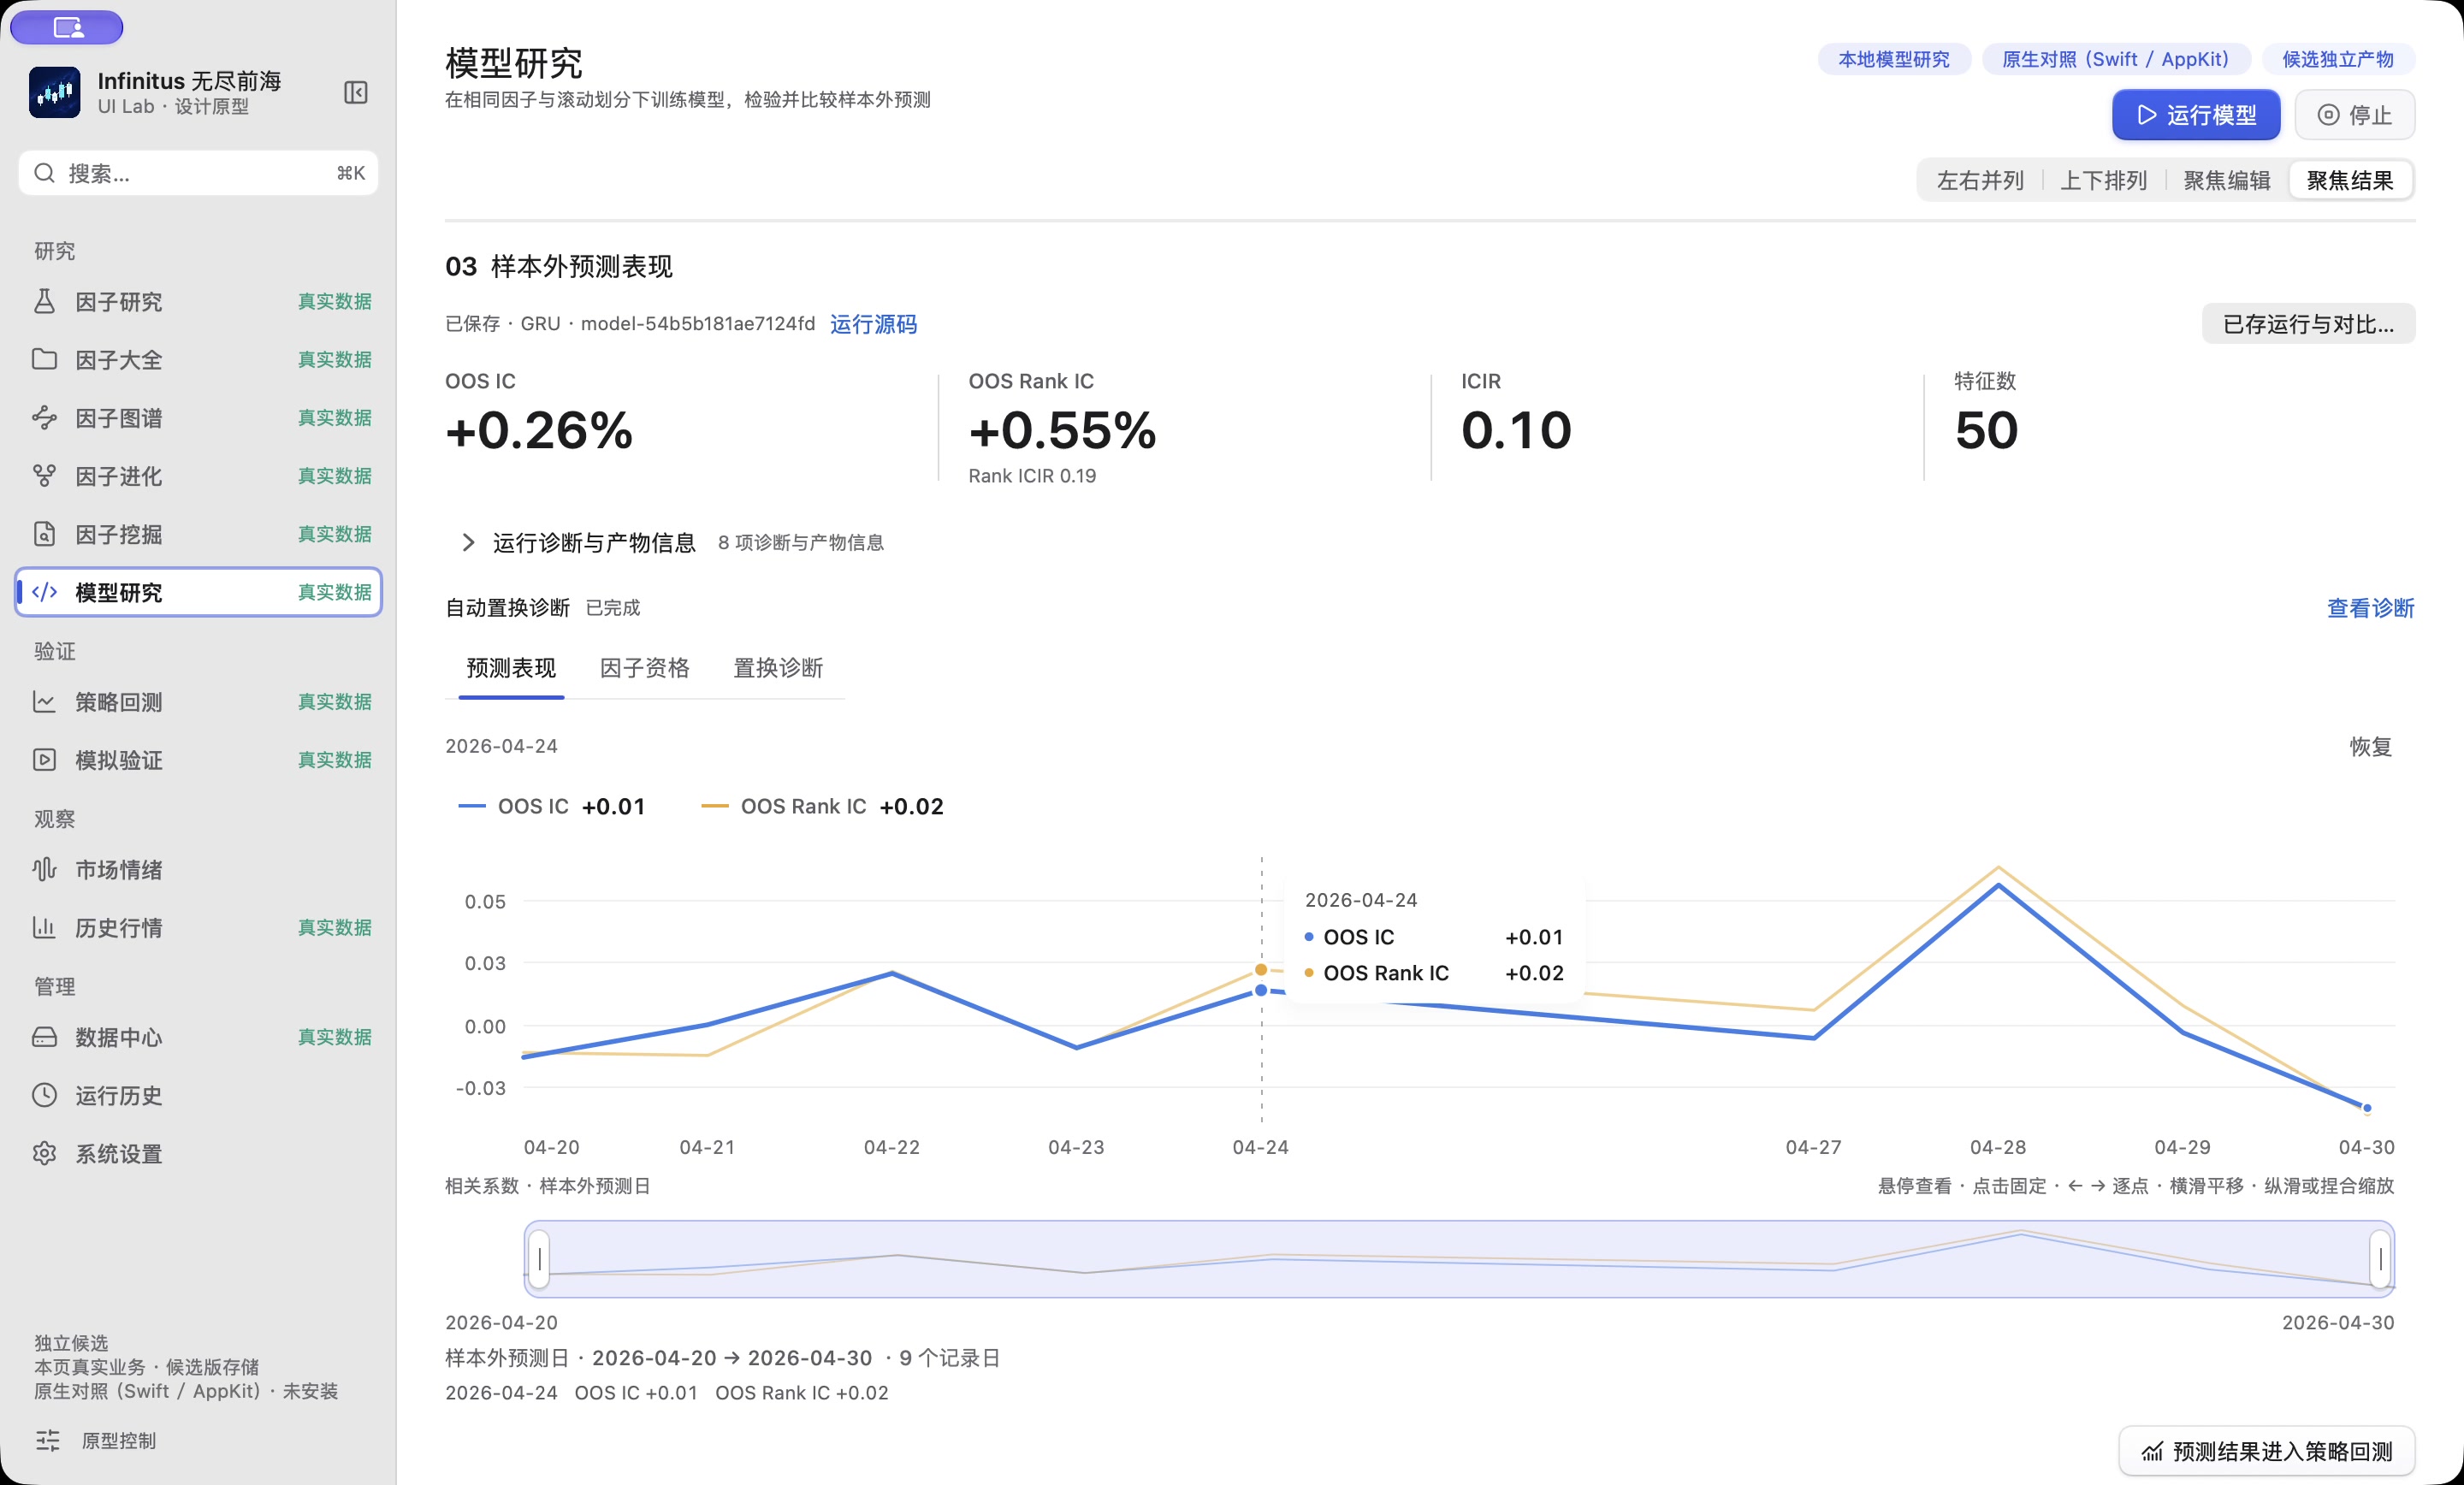 Infinitus 无尽前海
UI Lab · 设计原型
搜索... ⌘K
研究
因子研究 真实数据
因子大全 真实数据
因子图谱 真实数据
因子进化 真实数据
因子挖掘 真实数据
模型研究 真实数据
验证
策略回测 真实数据
模拟验证 真实数据
观察
市场情绪
历史行情 真实数据
管理
数据中心 真实数据
运行历史
系统设置
独立候选
本页真实业务 · 候选版存储
原生对照 (Swift / AppKit) · 未安装
原型控制
模型研究
在相同因子与滚动划分下训练模型，检验并比较样本外预测
本地模型研究 原生对照 (Swift / AppKit) 候选独立产物
运行模型 停止
左右并列 上下排列 聚焦编辑 聚焦结果
03 样本外预测表现
已保存 · GRU · model-54b5b181ae7124fd 运行源码 已存运行与对比...
OOS IC OOS Rank IC ICIR 特征数
+0.26% +0.55% 0.10 50
Rank ICIR 0.19
运行诊断与产物信息 8 项诊断与产物信息
自动置换诊断 已完成 查看诊断
预测表现 因子资格 置换诊断
2026-04-24 恢复
OOS IC +0.01 OOS Rank IC +0.02
0.05
0.03
0.00
-0.03
2026-04-24
OOS IC +0.01
OOS Rank IC +0.02
04-20 04-21 04-22 04-23 04-24 04-27 04-28 04-29 04-30
相关系数 · 样本外预测日 悬停查看 · 点击固定 · ← → 逐点 · 横滑平移 · 纵滑或捏合缩放
2026-04-20 2026-04-30
样本外预测日 · 2026-04-20 → 2026-04-30 · 9 个记录日
2026-04-24 OOS IC +0.01 OOS Rank IC +0.02
预测结果进入策略回测